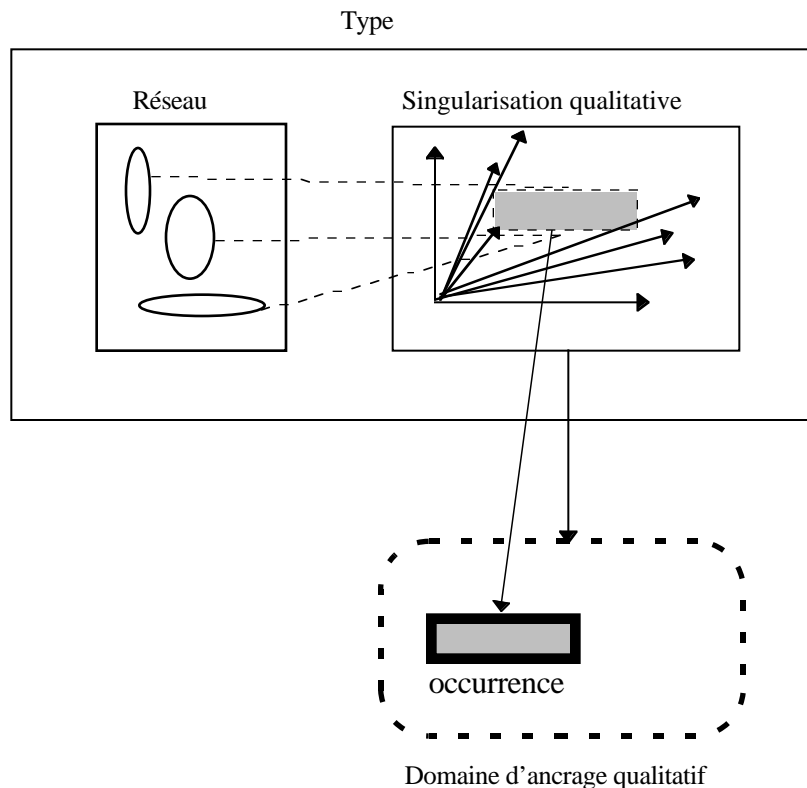 Type
Réseau
Singularisation qualitative
occurrence
Domaine d’ancrage qualitatif